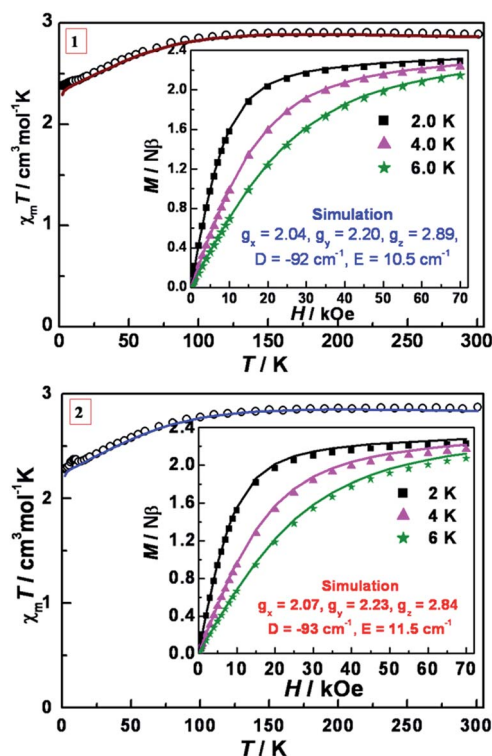 3
1
2
1
0
χₘT / cm³mol⁻¹K
0 50 100 150 200 250 300
T / K
2.4
2.0
1.6
1.2
0.8
0.4
0.0
M / Nβ
0 10 20 30 40 50 60 70
H / kOe
2.0 K
4.0 K
6.0 K
Simulation
gₓ = 2.04, g_y = 2.20, g_z = 2.89,
D = -92 cm⁻¹, E = 10.5 cm⁻¹
3
2
2
1
0
χₘT / cm³mol⁻¹K
0 50 100 150 200 250 300
T / K
2.4
2.0
1.6
1.2
0.8
0.4
0.0
M / Nβ
0 10 20 30 40 50 60 70
H / kOe
2 K
4 K
6 K
Simulation
gₓ = 2.07, g_y = 2.23, g_z = 2.84
D = -93 cm⁻¹, E = 11.5 cm⁻¹